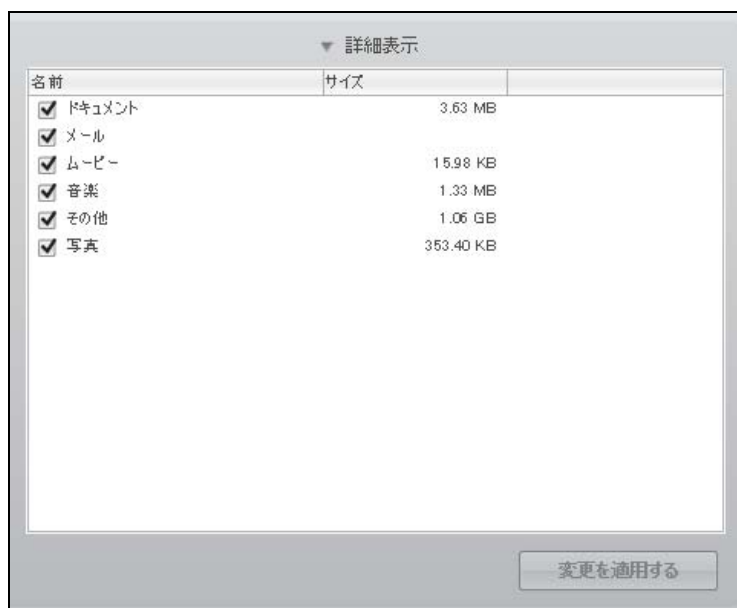 ▼ 詳細表示
名前 サイズ
ドキュメント 3.63 MB
メール
ムービー 15.98 KB
音楽 1.33 MB
その他 1.06 GB
写真 353.40 KB
変更を適用する